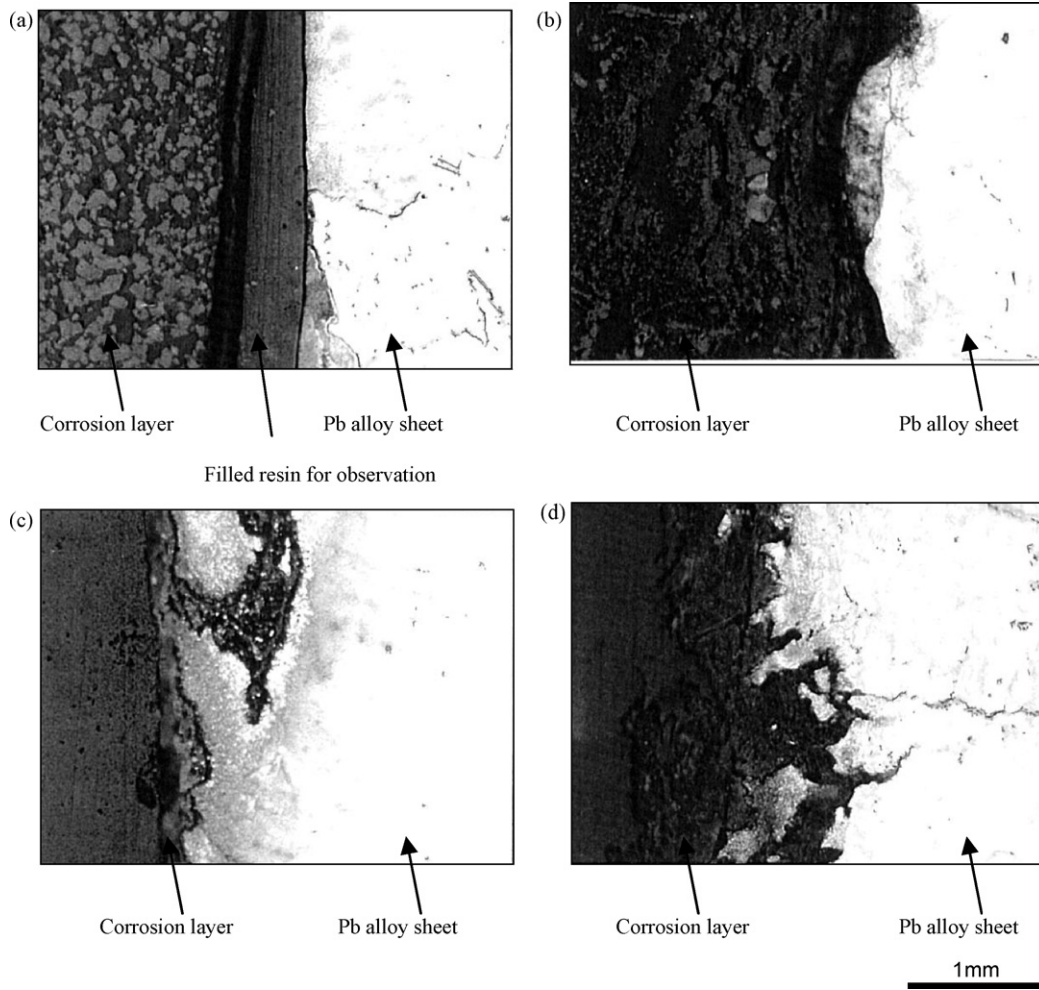 (a)
(b)
Corrosion layer
Pb alloy sheet
Corrosion layer
Pb alloy sheet
Filled resin for observation
(c)
(d)
Corrosion layer
Pb alloy sheet
Corrosion layer
Pb alloy sheet
1mm